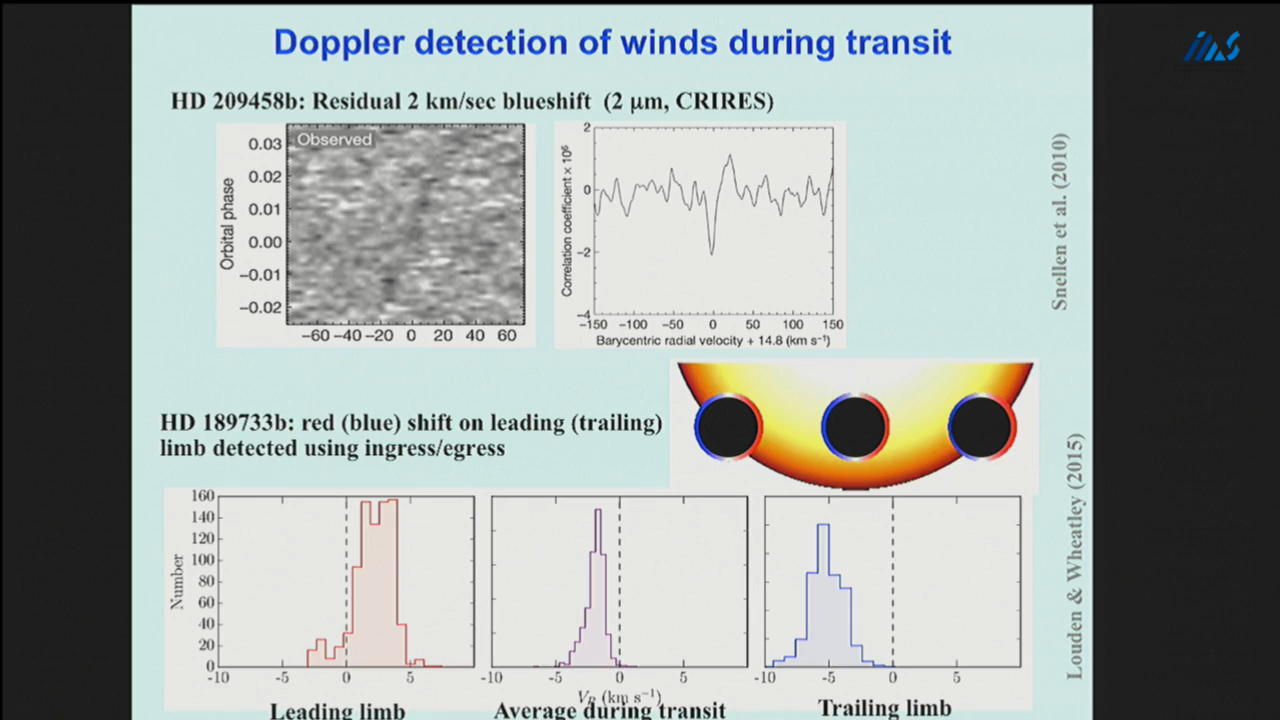 Doppler detection of winds during transit
HD 209458b: Residual 2 km/sec blueshift (2 μm, CRIRES)
Observed
Orbital phase
0.03
0.02
0.01
0.00
−0.01
−0.02
−60 −40 −20 0 20 40 60
Correlation coefficient × 10⁶
2
0
−2
−4
−150 −100 −50 0 50 100 150
Barycentric radial velocity + 14.8 (km s⁻¹)
Snellen et al. (2010)
HD 189733b: red (blue) shift on leading (trailing)
limb detected using ingress/egress
Louden & Wheatley (2015)
Number
160
140
120
100
80
60
40
20
0
-10 -5 0 5
-10 -5 0 5
-10 -5 0 5
(km s⁻¹)
Leading limb
Average during transit
Trailing limb